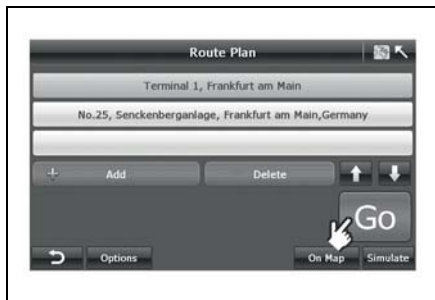 Route Plan
Terminal 1, Frankfurt am Main
No.25, Senckenberganlage, Frankfurt am Main,Germany
Add Delete
Go
Options On Map Simulate